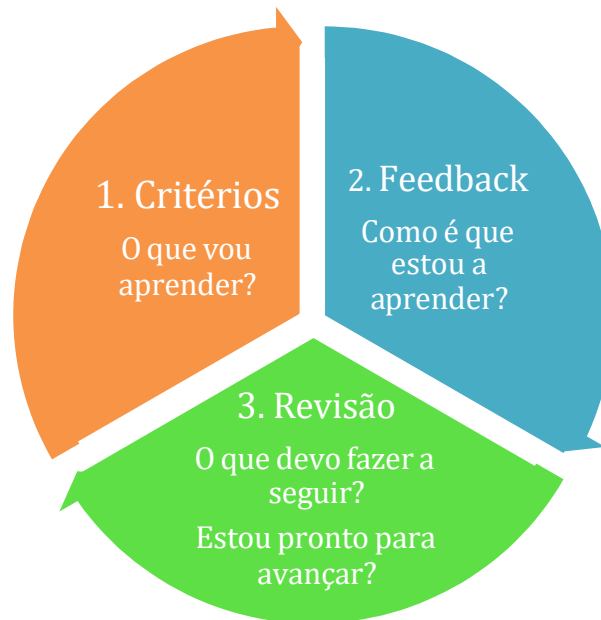 1. Critérios
O que vou
aprender?
2. Feedback
Como é que
estou a
aprender?
3. Revisão
O que devo fazer a
seguir?
Estou pronto para
avançar?